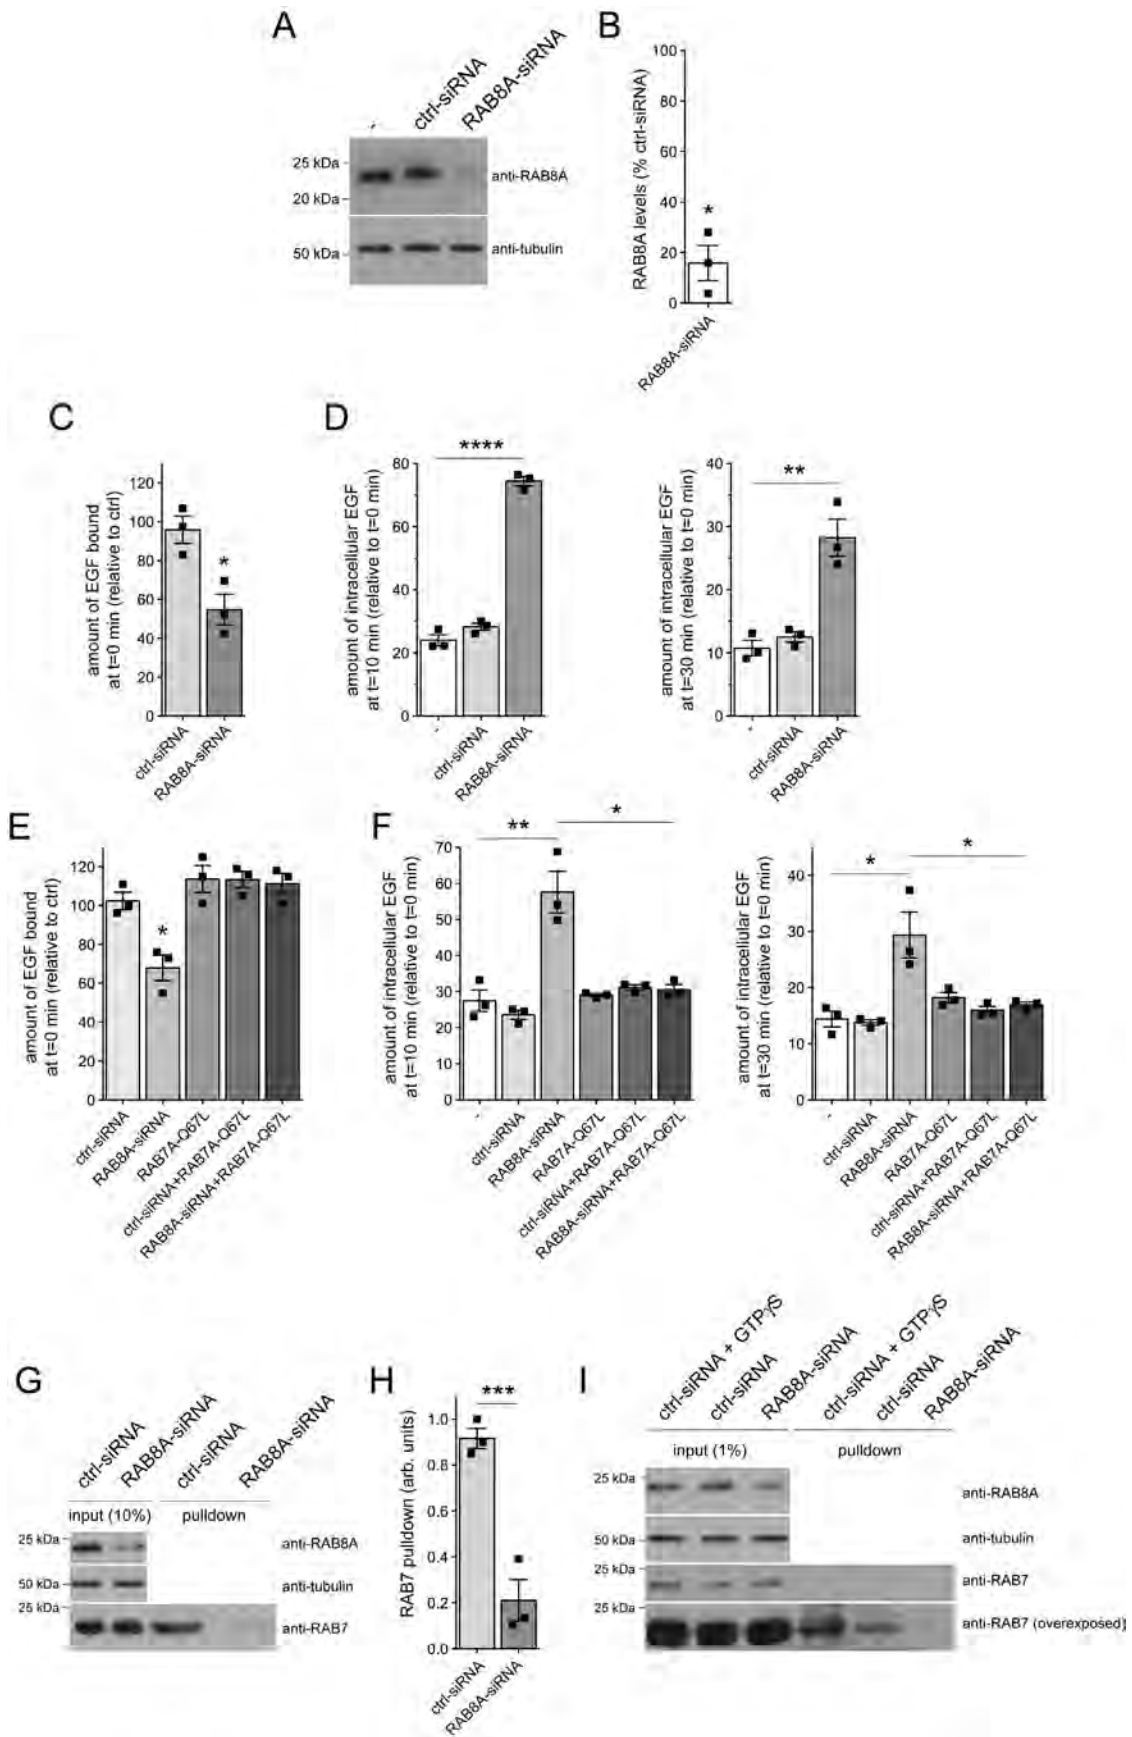 A
-
ctrl-siRNA
RAB8A-siRNA
25 kDa
20 kDa
anti-RAB8A
50 kDa
anti-tubulin
B
RAB8A levels (% ctrl-siRNA)
100
80
60
40
20
0
*
RAB8A-siRNA
C
amount of EGF bound
at t=0 min (relative to ctrl)
120
100
80
60
40
20
0
*
ctrl-siRNA
RAB8A-siRNA
D
amount of intracellular EGF
at t=10 min (relative to t=0 min)
80
60
40
20
0
****
-
ctrl-siRNA
RAB8A-siRNA
amount of intracellular EGF
at t=30 min (relative to t=0 min)
40
30
20
10
0
**
-
ctrl-siRNA
RAB8A-siRNA
E
amount of EGF bound
at t=0 min (relative to ctrl)
120
100
80
60
40
20
0
*
ctrl-siRNA
RAB8A-siRNA
RAB7A-Q67L
ctrl-siRNA+RAB7A-Q67L
RAB8A-siRNA+RAB7A-Q67L
F
amount of intracellular EGF
at t=10 min (relative to t=0 min)
70
60
50
40
30
20
10
0
**
*
-
ctrl-siRNA
RAB8A-siRNA
RAB7A-Q67L
ctrl-siRNA+RAB7A-Q67L
RAB8A-siRNA+RAB7A-Q67L
amount of intracellular EGF
at t=30 min (relative to t=0 min)
40
30
20
10
0
*
*
-
ctrl-siRNA
RAB8A-siRNA
RAB7A-Q67L
ctrl-siRNA+RAB7A-Q67L
RAB8A-siRNA+RAB7A-Q67L
G
ctrl-siRNA
RAB8A-siRNA
ctrl-siRNA
RAB8A-siRNA
input (10%)
pulldown
25 kDa
anti-RAB8A
50 kDa
anti-tubulin
25 kDa
anti-RAB7
H
RAB7 pulldown (arb. units)
1.0
0.8
0.6
0.4
0.2
0.0
***
ctrl-siRNA
RAB8A-siRNA
I
ctrl-siRNA + GTPγS
ctrl-siRNA
RAB8A-siRNA
ctrl-siRNA + GTPγS
ctrl-siRNA
RAB8A-siRNA
input (1%)
pulldown
25 kDa
anti-RAB8A
50 kDa
anti-tubulin
25 kDa
anti-RAB7
25 kDa
anti-RAB7 (overexposed)